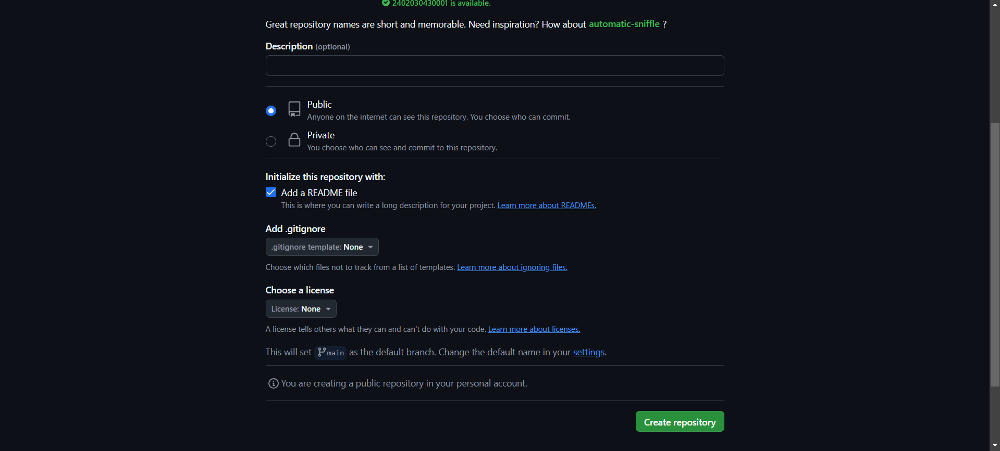 2402030430001 is available.
Great repository names are short and memorable. Need inspiration? How about automatic-sniffle ?
Description (optional)
Public
Anyone on the internet can see this repository. You choose who can commit.
Private
You choose who can see and commit to this repository.
Initialize this repository with:
Add a README file
This is where you can write a long description for your project. Learn more about READMEs.
Add .gitignore
.gitignore template: None
Choose which files not to track from a list of templates. Learn more about ignoring files.
Choose a license
License: None
A license tells others what they can and can't do with your code. Learn more about licenses.
This will set main as the default branch. Change the default name in your settings.
You are creating a public repository in your personal account.
Create repository